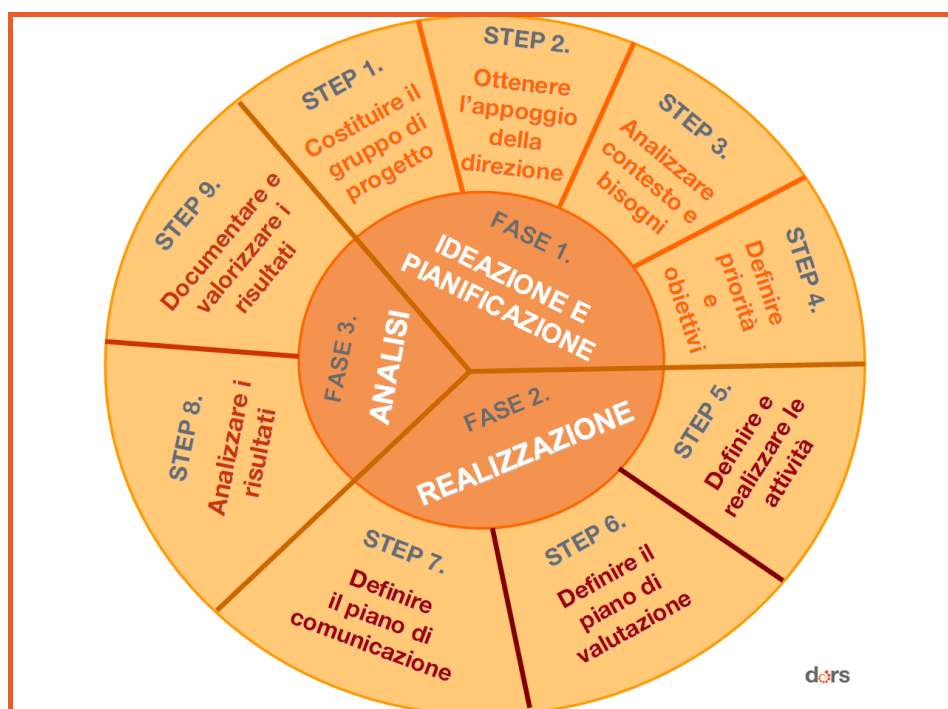 STEP 1.
Costituire il
gruppo di
progetto
STEP 2.
Ottenere
l'appoggio
della
direzione
STEP 3.
Analizzare
contesto e
bisogni
STEP 4.
Definire
priorità
e
obiettivi
STEP 5.
Definire e
realizzare le
attività
STEP 6.
Definire il
piano di
valutazione
STEP 7.
Definire
il piano di
comunicazione
STEP 8.
Analizzare i
risultati
STEP 9.
Documentare e
valorizzare i
risultati
FASE 1.
IDEAZIONE E
PIANIFICAZIONE
FASE 2.
REALIZZAZIONE
FASE 3.
ANALISI
dors